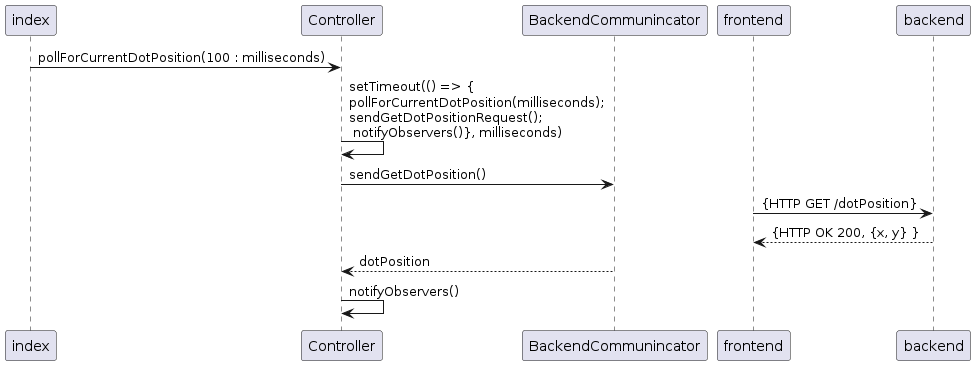 index
Controller
BackendCommunincator
frontend
backend
pollForCurrentDotPosition(100 : milliseconds)
setTimeout(() => {
pollForCurrentDotPosition(milliseconds);
sendGetDotPositionRequest();
notifyObservers()}, milliseconds)
sendGetDotPosition()
{HTTP GET /dotPosition}
{HTTP OK 200, {x, y} }
dotPosition
notifyObservers()
index
Controller
BackendCommunincator
frontend
backend